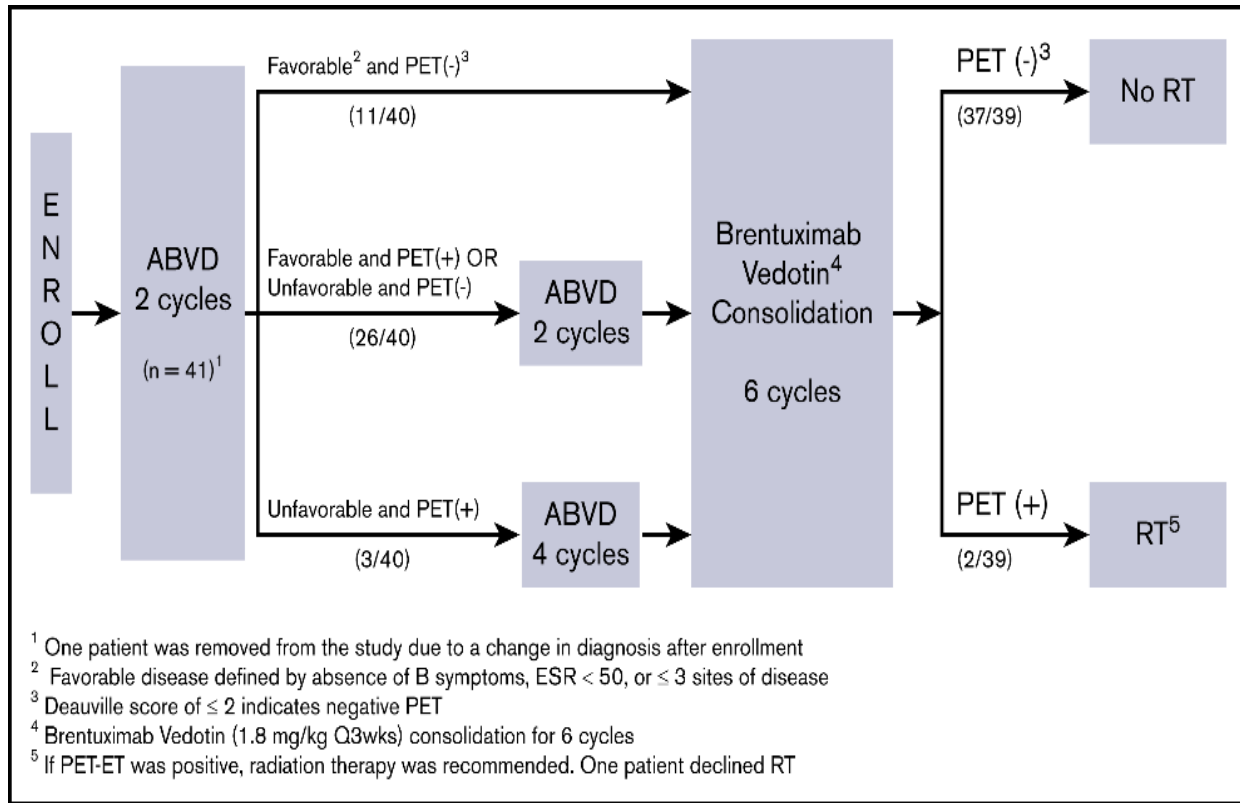 ENROLL
ABVD
2 cycles
(n = 41)¹
Favorable² and PET(-)³
(11/40)
Favorable and PET(+) OR
Unfavorable and PET(-)
(26/40)
ABVD
2 cycles
Unfavorable and PET(+)
(3/40)
ABVD
4 cycles
Brentuximab
Vedotin⁴
Consolidation
6 cycles
PET (-)³
(37/39)
No RT
PET (+)
(2/39)
RT⁵
¹ One patient was removed from the study due to a change in diagnosis after enrollment
² Favorable disease defined by absence of B symptoms, ESR < 50, or ≤ 3 sites of disease
³ Deauville score of ≤ 2 indicates negative PET
⁴ Brentuximab Vedotin (1.8 mg/kg Q3wks) consolidation for 6 cycles
⁵ If PET-ET was positive, radiation therapy was recommended. One patient declined RT